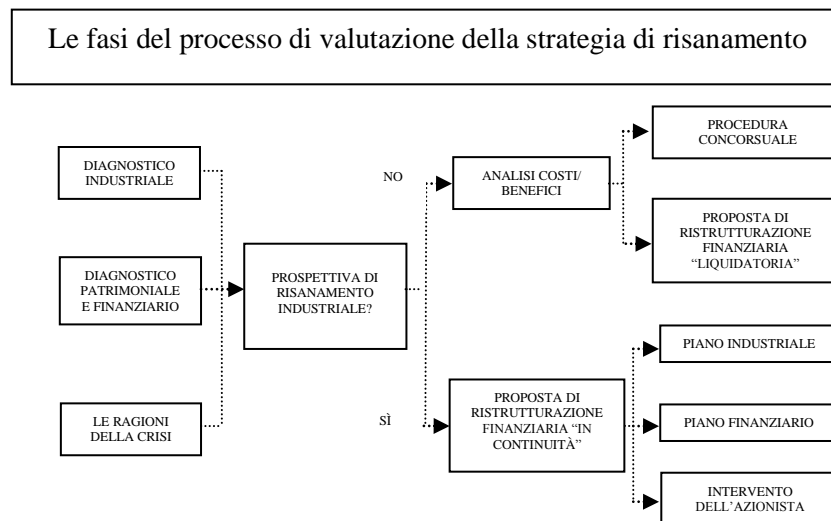 Le fasi del processo di valutazione della strategia di risanamento
DIAGNOSTICO
INDUSTRIALE
DIAGNOSTICO
PATRIMONIALE
E FINANZIARIO
LE RAGIONI
DELLA CRISI
PROSPETTIVA DI
RISANAMENTO
INDUSTRIALE?
NO
ANALISI COSTI/
BENEFICI
PROCEDURA
CONCORSUALE
PROPOSTA DI
RISTRUTTURAZIONE
FINANZIARIA
“LIQUIDATORIA”
SÌ
PROPOSTA DI
RISTRUTTURAZIONE
FINANZIARIA “IN
CONTINUITÀ”
PIANO INDUSTRIALE
PIANO FINANZIARIO
INTERVENTO
DELL’AZIONISTA